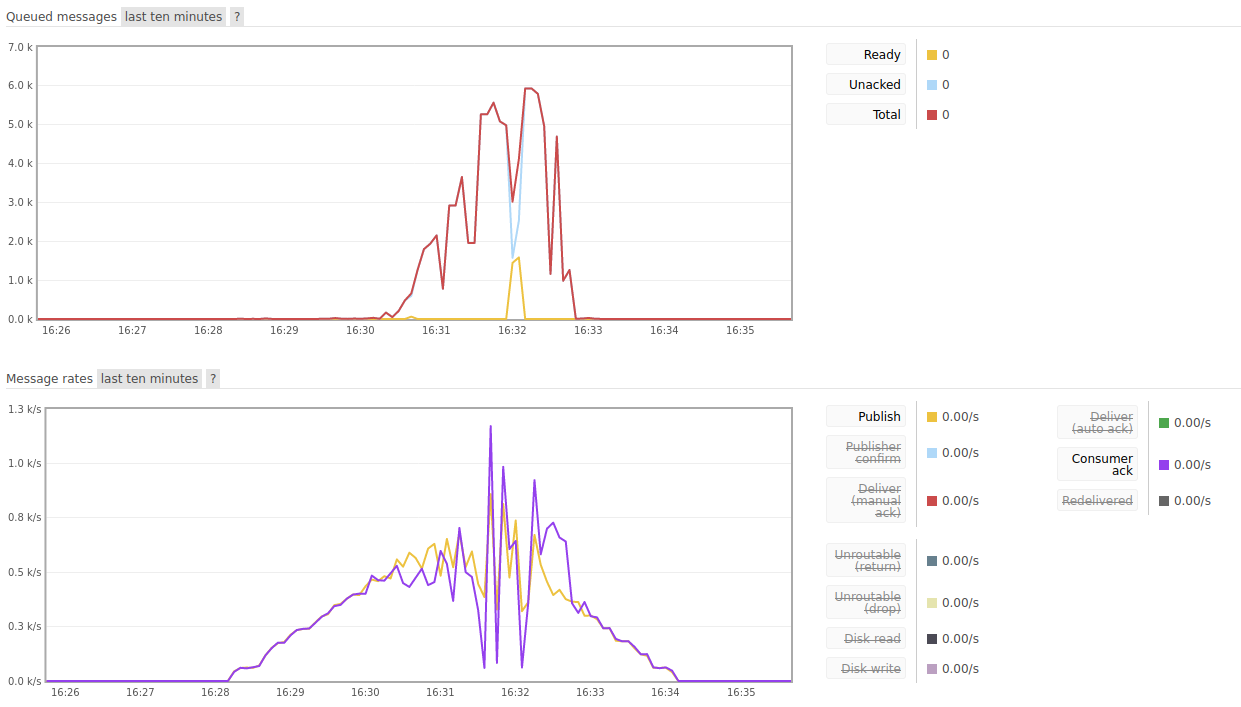 Queued messages last ten minutes ?
7.0 k
6.0 k
5.0 k
4.0 k
3.0 k
2.0 k
1.0 k
0.0 k
16:26 16:27 16:28 16:29 16:30 16:31 16:32 16:33 16:34 16:35
Ready 0
Unacked 0
Total 0
Message rates last ten minutes ?
1.3 k/s
1.0 k/s
0.8 k/s
0.5 k/s
0.3 k/s
0.0 k/s
16:26 16:27 16:28 16:29 16:30 16:31 16:32 16:33 16:34 16:35
Publish 0.00/s
Publisher
confirm 0.00/s
Deliver
(manual
ack) 0.00/s
Unroutable
(return) 0.00/s
Unroutable
(drop) 0.00/s
Disk read 0.00/s
Disk write 0.00/s
Deliver
(auto ack) 0.00/s
Consumer
ack 0.00/s
Redelivered 0.00/s